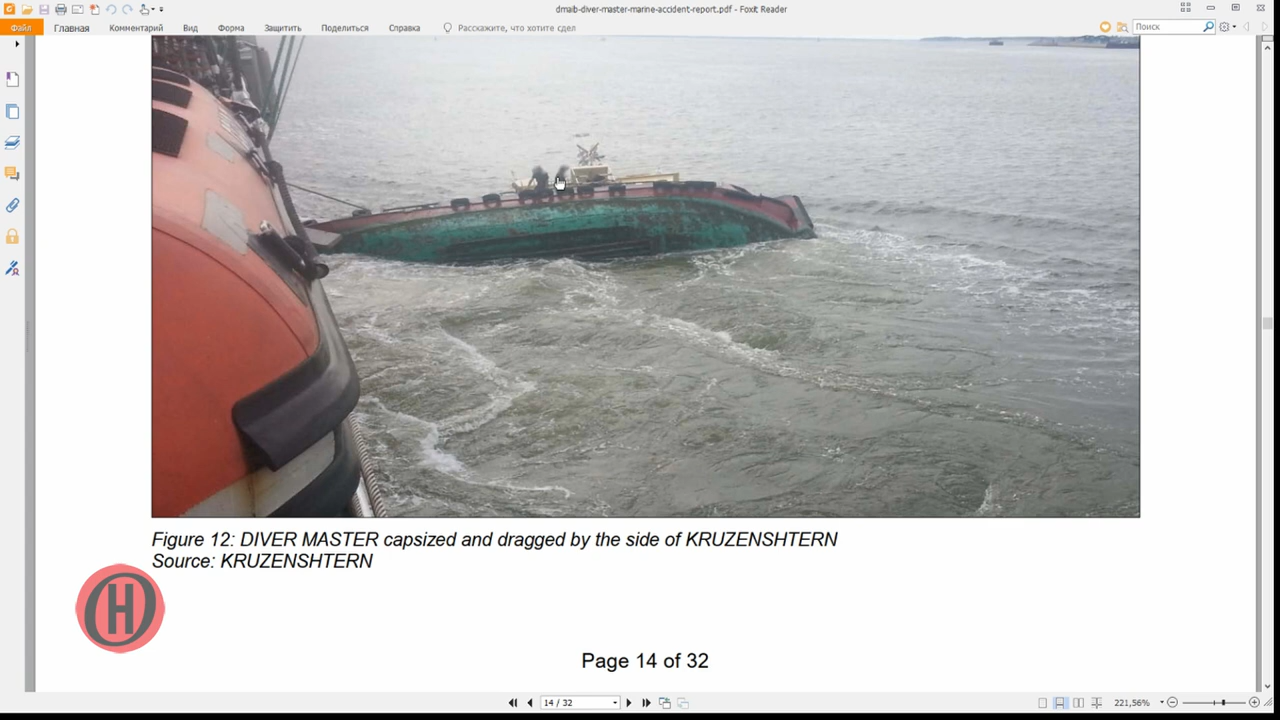 dmaib-diver-master-marine-accident-report.pdf - Foxit Reader
Файл Главная Комментарий Вид Форма Защитить Поделиться Справка Расскажите, что хотите сдел Поиск
Figure 12: DIVER MASTER capsized and dragged by the side of KRUZENSHTERN
Source: KRUZENSHTERN
H
Page 14 of 32
14 / 32 221,56%